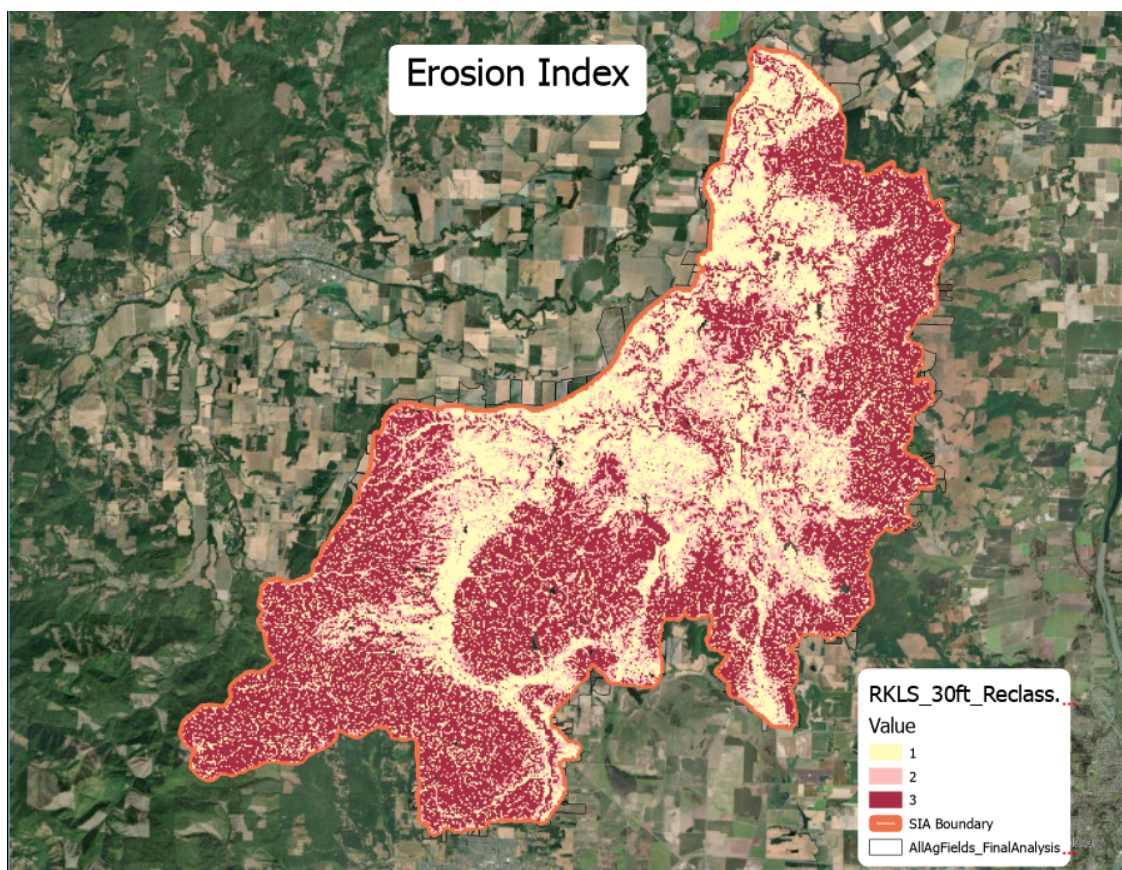 Erosion Index
RKLS_30ft_Reclass...
Value
1
2
3
SIA Boundary
AllAgFields_FinalAnalysis...